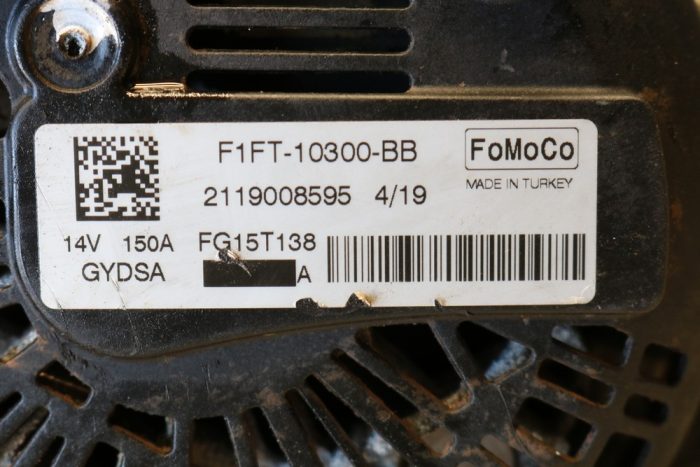 F1FT-10300-BB
FoMoCo
2119008595 4/19
MADE IN TURKEY
14V 150A FG15T138
GYDSA
A